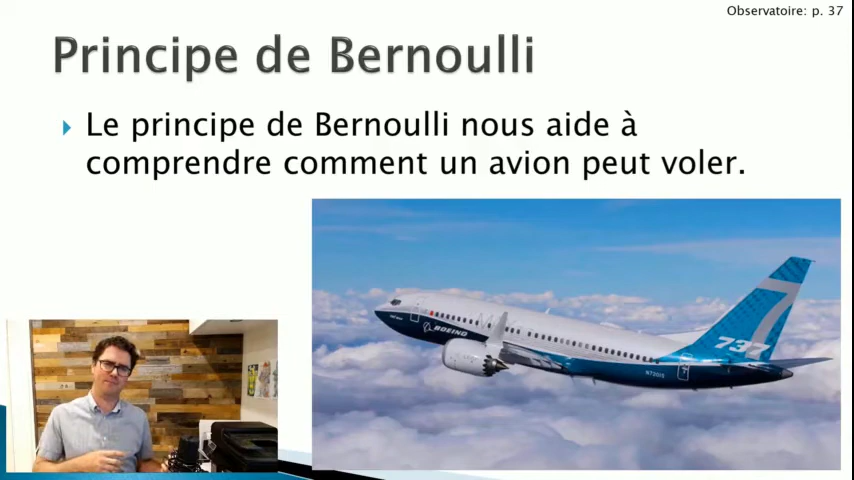 Observatoire: p. 37
Principe de Bernoulli
Le principe de Bernoulli nous aide à
comprendre comment un avion peut voler.
BOEING
737